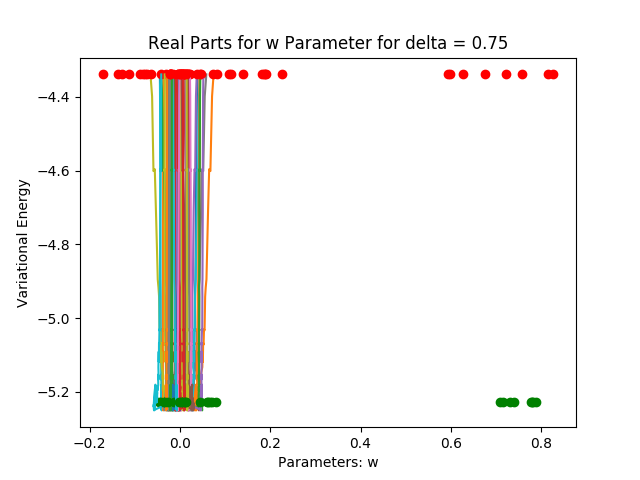 Real Parts for w Parameter for delta = 0.75
−4.4
−4.6
−4.8
−5.0
−5.2
Variational Energy
−0.2 0.0 0.2 0.4 0.6 0.8
Parameters: w